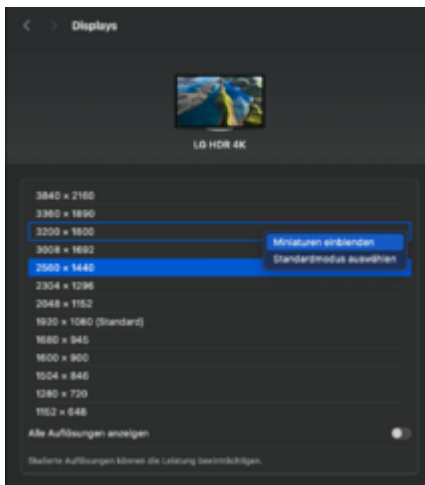 Displays
LG HDR 4K
3840 × 2160
3360 × 1890
3200 × 1800
Miniaturen einblenden
3008 × 1692
Standardmodus auswählen
2560 × 1440
2304 × 1296
2048 × 1152
1920 × 1080 (Standard)
1680 × 945
1600 × 900
1504 × 846
1280 × 720
1152 × 648
Alle Auflösungen anzeigen
Skalierte Auflösungen können die Leistung beeinträchtigen.